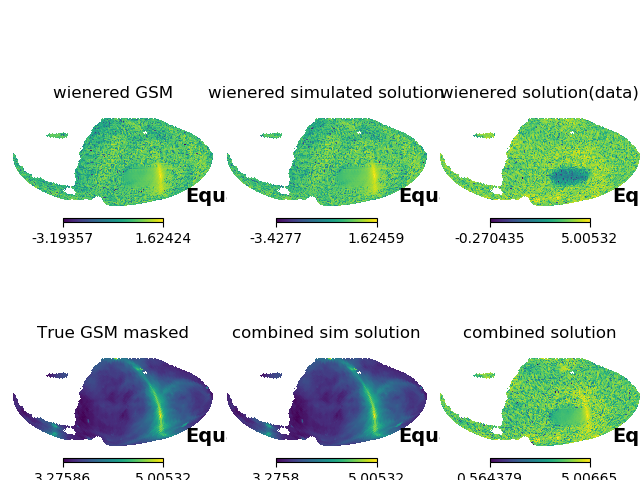 wienered GSM
wienered simulated solution
wienered solution(data)
Equ
Equ
Eq
-3.19357 1.62424
-3.4277 1.62459
-0.270435 5.00532
True GSM masked
combined sim solution
combined solution
Equ
Equ
Eq
3.27586 5.00532
3.2758 5.00532
0.564379 5.00665